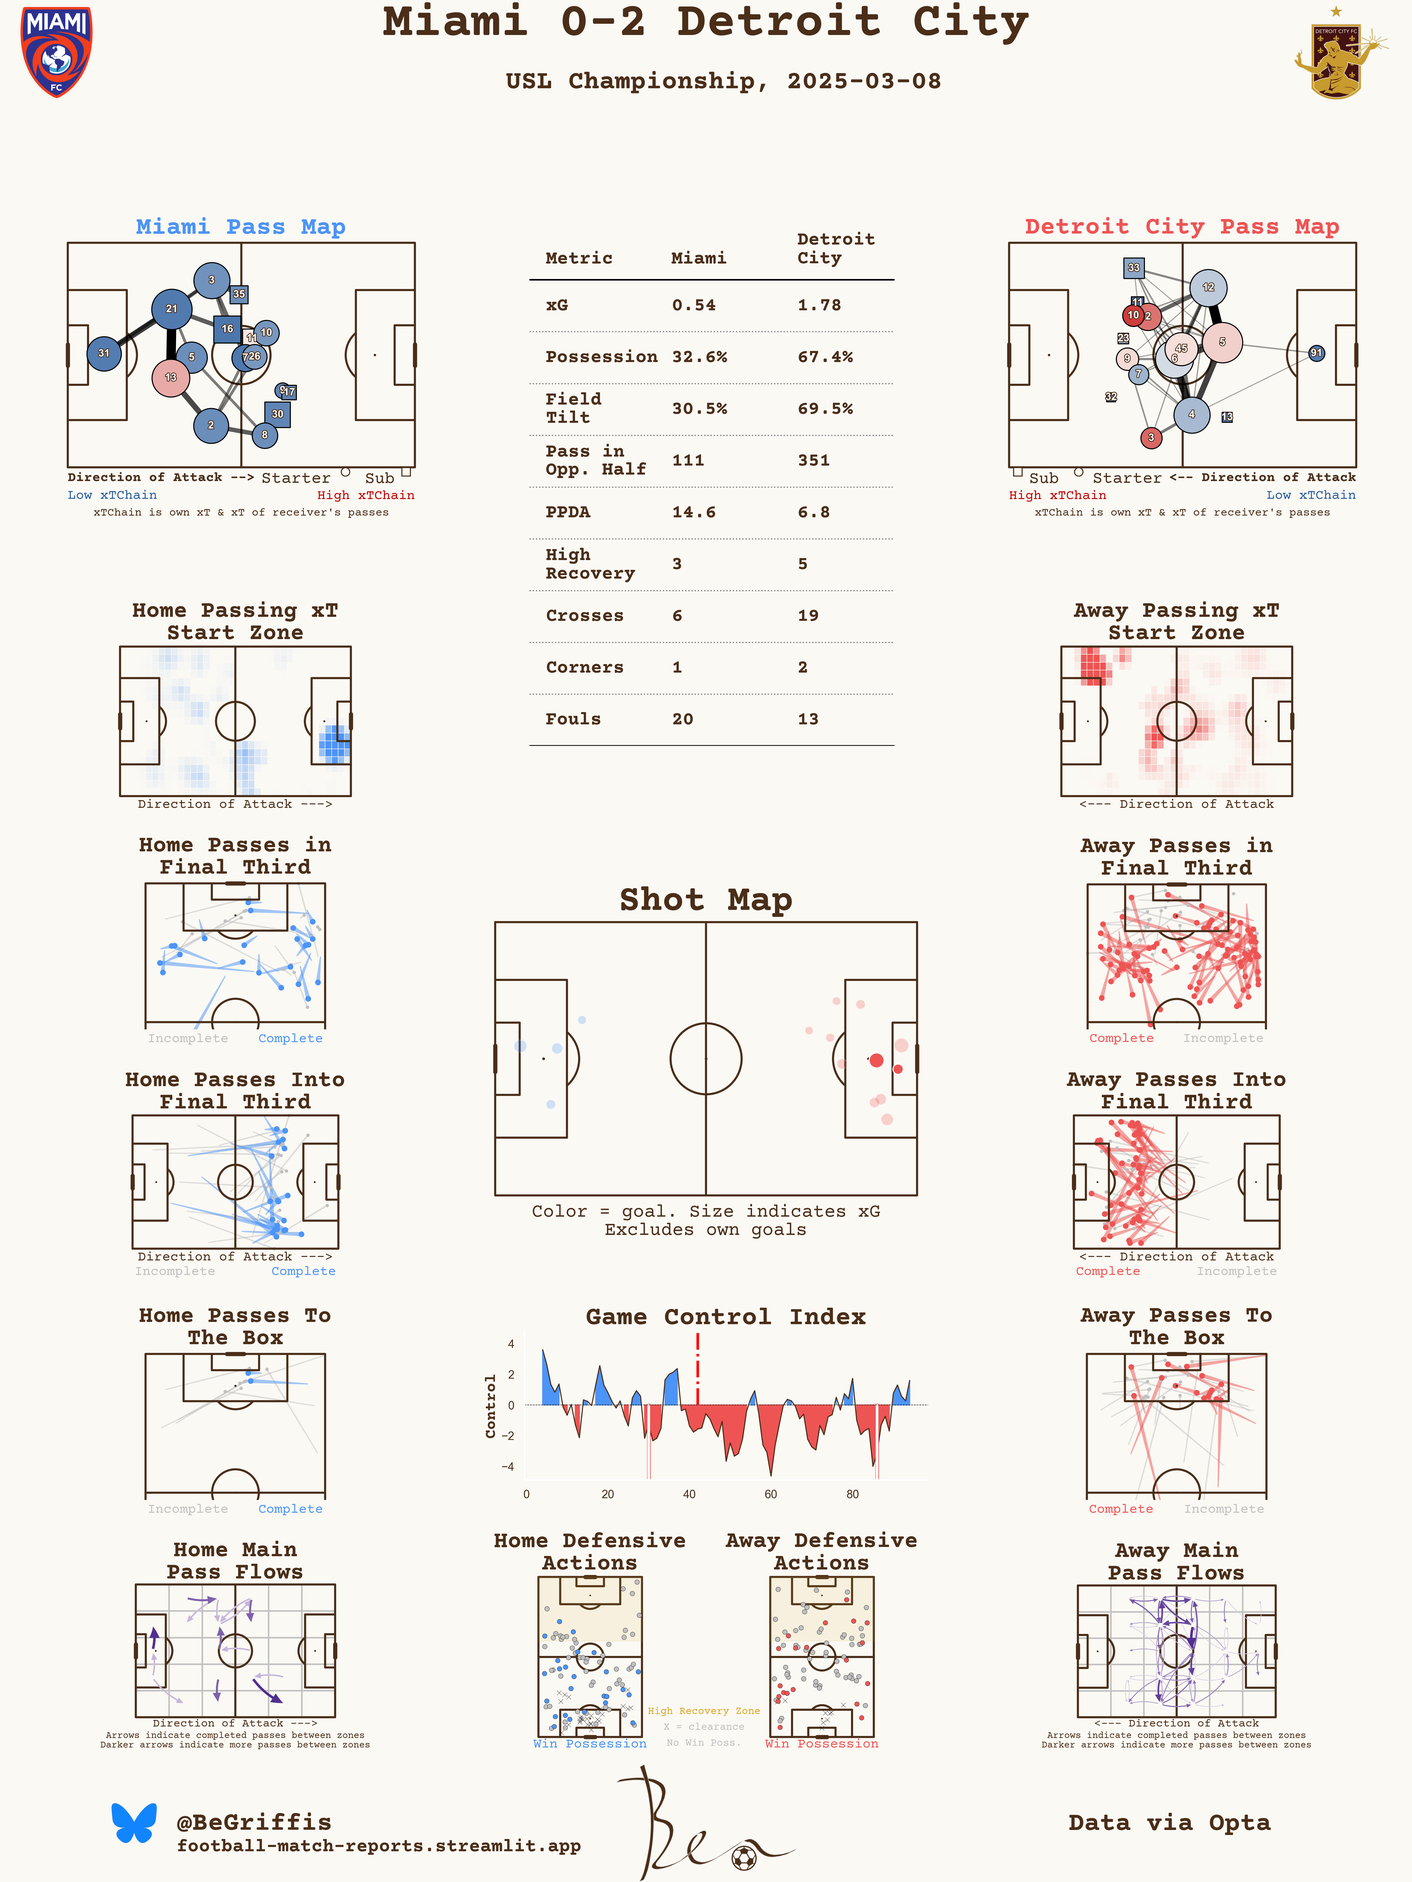 Miami 0-2 Detroit City
USL Championship, 2025-03-08
MIAMI
FC
DETROIT CITY FC
Miami Pass Map
3
35
21
16
10
11
31
5
7
26
13
9
17
30
2
8
Direction of Attack --> Starter Sub
Low xTChain High xTChain
xTChain is own xT & xT of receiver's passes
Metric Miami Detroit City
xG 0.54 1.78
Possession 32.6% 67.4%
Field Tilt 30.5% 69.5%
Pass in Opp. Half 111 351
PPDA 14.6 6.8
High Recovery 3 5
Crosses 6 19
Corners 1 2
Fouls 20 13
Detroit City Pass Map
33
12
11
10
2
23
45
5
9
6
91
7
32
4
13
3
Sub Starter <-- Direction of Attack
High xTChain Low xTChain
xTChain is own xT & xT of receiver's passes
Home Passing xT
Start Zone
Direction of Attack --->
Away Passing xT
Start Zone
<--- Direction of Attack
Home Passes in
Final Third
Incomplete Complete
Shot Map
Color = goal. Size indicates xG
Excludes own goals
Away Passes in
Final Third
Complete Incomplete
Home Passes Into
Final Third
Direction of Attack --->
Incomplete Complete
Away Passes Into
Final Third
<--- Direction of Attack
Complete Incomplete
Home Passes To
The Box
Incomplete Complete
Game Control Index
Control
4
2
0
−2
−4
0 20 40 60 80
Away Passes To
The Box
Complete Incomplete
Home Main
Pass Flows
Direction of Attack --->
Arrows indicate completed passes between zones
Darker arrows indicate more passes between zones
Home Defensive
Actions
Win Possession
High Recovery Zone
X = clearance
No Win Poss.
Away Defensive
Actions
Win Possession
Away Main
Pass Flows
<--- Direction of Attack
Arrows indicate completed passes between zones
Darker arrows indicate more passes between zones
@BeGriffis
football-match-reports.streamlit.app
Ben
Data via Opta